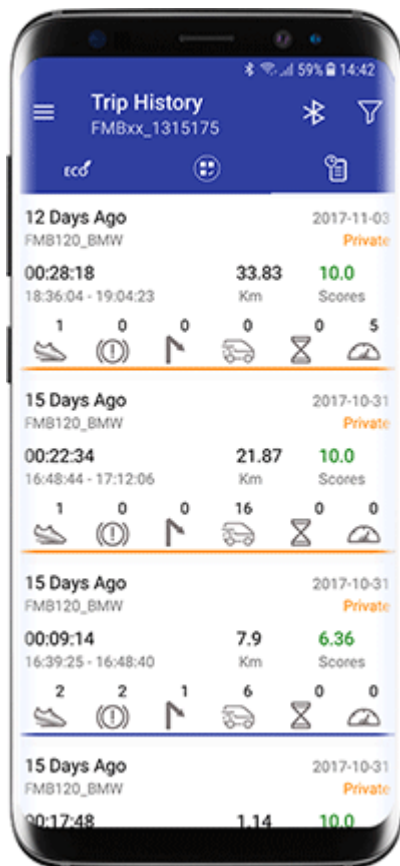 59% 14:42
Trip History
FMBxx_1315175
ECO
12 Days Ago 2017-11-03
FMB120_BMW Private
00:28:18 33.83 10.0
18:36:04 - 19:04:23 Km Scores
1 0 0 0 0 5
15 Days Ago 2017-10-31
FMB120_BMW Private
00:22:34 21.87 10.0
16:48:44 - 17:12:06 Km Scores
1 0 0 16 0 0
15 Days Ago 2017-10-31
FMB120_BMW Private
00:09:14 7.9 6.36
16:39:25 - 16:48:40 Km Scores
2 2 1 6 0 0
15 Days Ago 2017-10-31
FMB120_BMW Private
00:17:48 1.14 10.0